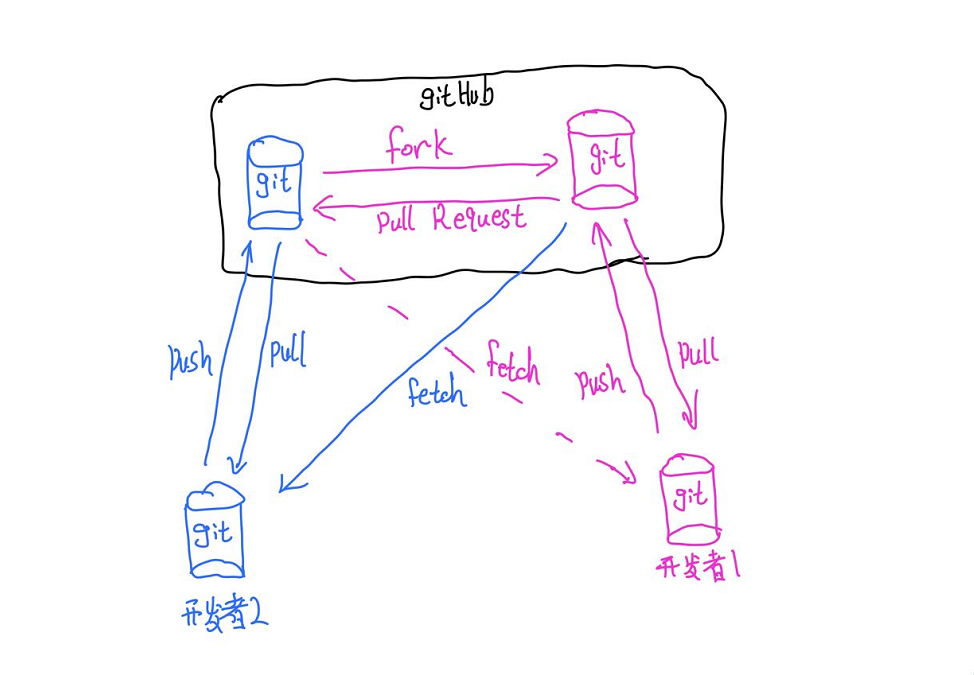 gitHub
fork
git
git
Pull Request
push
pull
fetch
fetch
push
pull
git
git
开发者1
开发者2